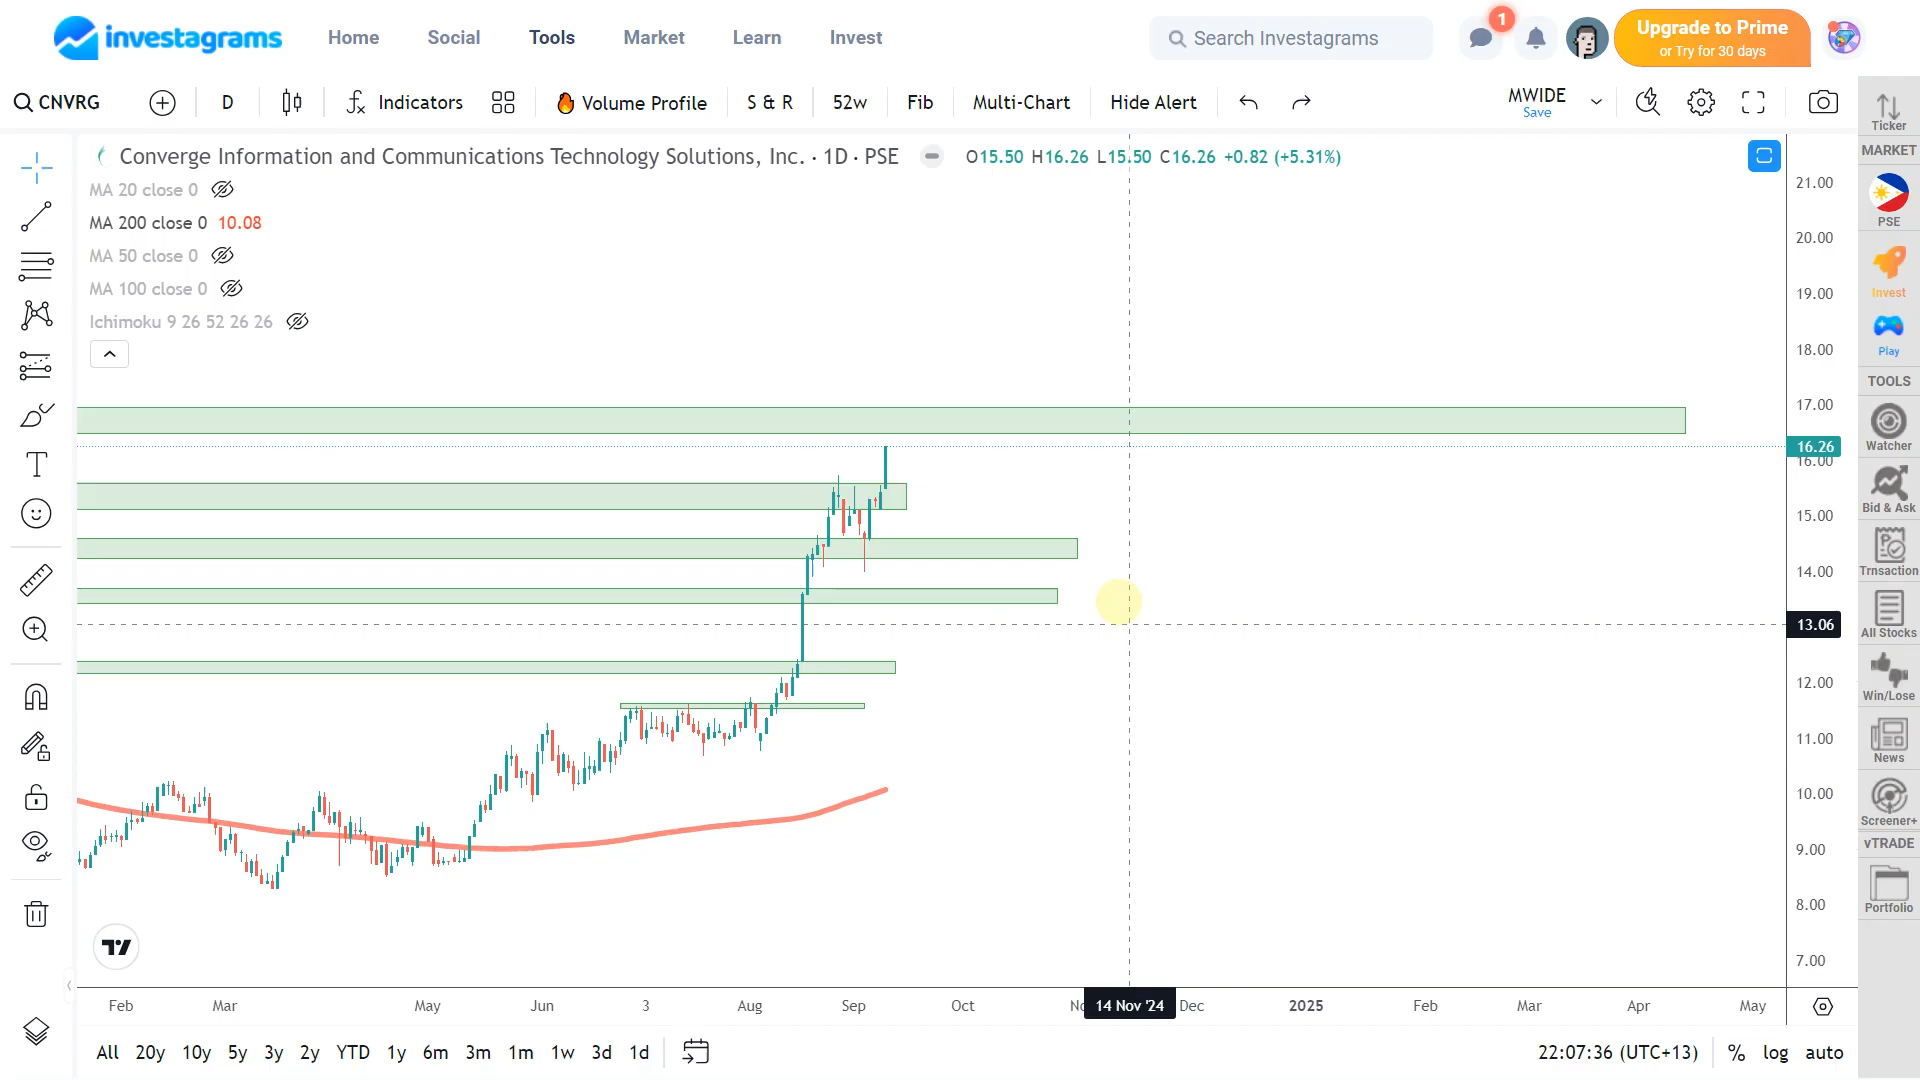 investagrams Home Social Tools Market Learn Invest Search Investagrams 1 Upgrade to Prime
or Try for 30 days
CNVRG D Indicators Volume Profile S & R 52w Fib Multi-Chart Hide Alert MWIDE
Save
Converge Information and Communications Technology Solutions, Inc. · 1D · PSE O15.50 H16.26 L15.50 C16.26 +0.82 (+5.31%)
MA 20 close 0
MA 200 close 0 10.08
MA 50 close 0
MA 100 close 0
Ichimoku 9 26 52 26 26
21.00
20.00
19.00
18.00
17.00
16.26
16.00
15.00
14.00
13.06
12.00
11.00
10.00
9.00
8.00
7.00
Feb Mar May Jun 3 Aug Sep Oct No 14 Nov '24 Dec 2025 Feb Mar Apr May
All 20y 10y 5y 3y 2y YTD 1y 6m 3m 1m 1w 3d 1d 22:07:36 (UTC+13) % log auto
Ticker
MARKET
PSE
Invest
Play
TOOLS
Watcher
Bid & Ask
Trnsaction
All Stocks
Win/Lose
News
Screener+
vTRADE
Portfolio